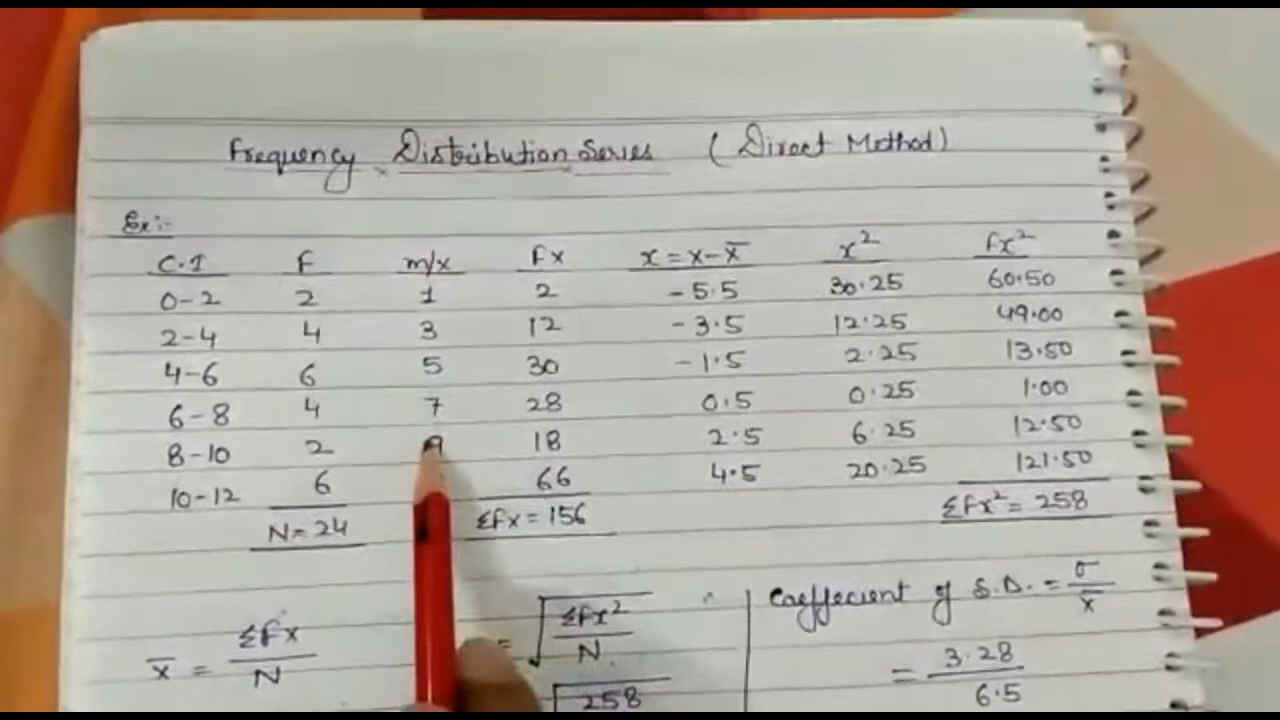 Frequency Distribution Series (Direct Method)
Ex:-
C.I F m/x Fx x = x-x̄ x² fx²
0-2 2 1 2 -5.5 30.25 60.50
2-4 4 3 12 -3.5 12.25 49.00
4-6 6 5 30 -1.5 2.25 13.50
6-8 4 7 28 0.5 0.25 1.00
8-10 2 9 18 2.5 6.25 12.50
10-12 6 66 4.5 20.25 121.50
N = 24 Σfx = 156 Σfx² = 258
x̄ = ΣFx / N
= √(Σfx² / N)
258
Coeffecient of S.D. = σ / x̄
= 3.28 / 6.5